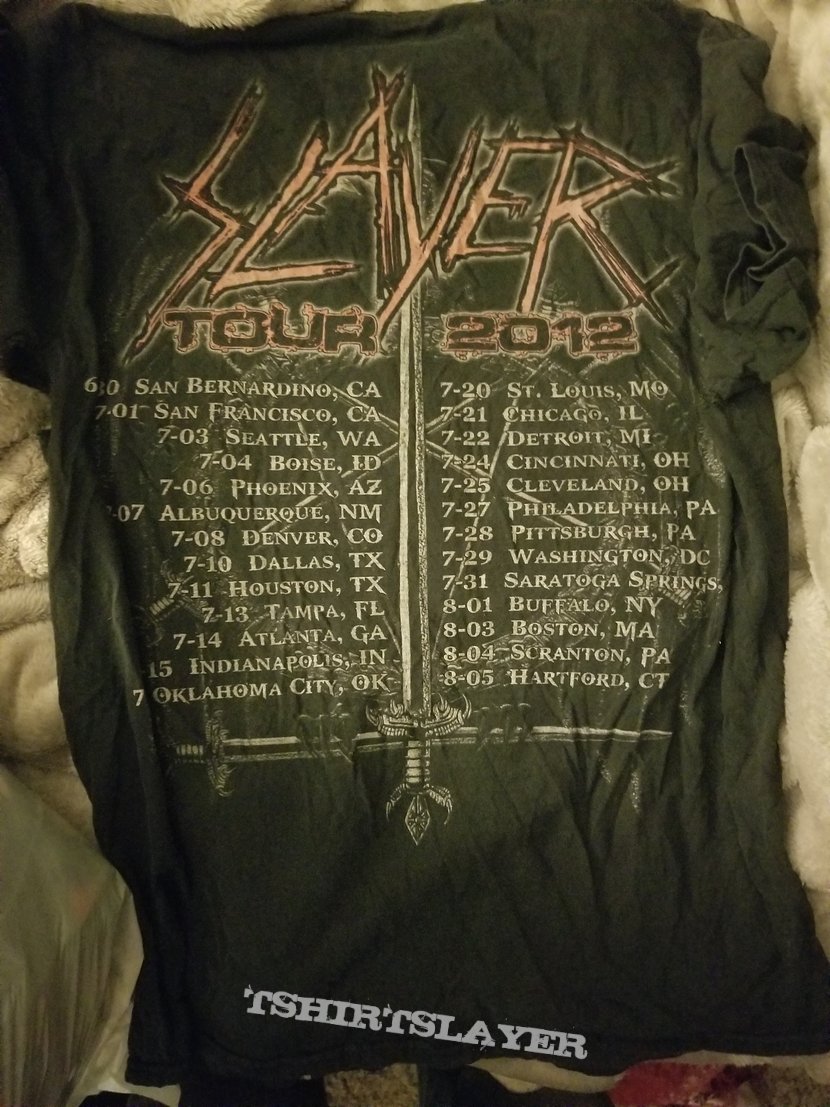 SLAYER
TOUR 2012
6-30 SAN BERNARDINO, CA
7-01 SAN FRANCISCO, CA
7-03 SEATTLE, WA
7-04 BOISE, ID
7-06 PHOENIX, AZ
-07 ALBUQUERQUE, NM
7-08 DENVER, CO
7-10 DALLAS, TX
7-11 HOUSTON, TX
7-13 TAMPA, FL
7-14 ATLANTA, GA
15 INDIANAPOLIS, IN
7 OKLAHOMA CITY, OK
7-20 ST. LOUIS, MO
7-21 CHICAGO, IL
7-22 DETROIT, MI
7-24 CINCINNATI, OH
7-25 CLEVELAND, OH
7-27 PHILADELPHIA, PA
7-28 PITTSBURGH, PA
7-29 WASHINGTON, DC
7-31 SARATOGA SPRINGS,
8-01 BUFFALO, NY
8-03 BOSTON, MA
8-04 SCRANTON, PA
8-05 HARTFORD, CT
TSHIRTSLAYER